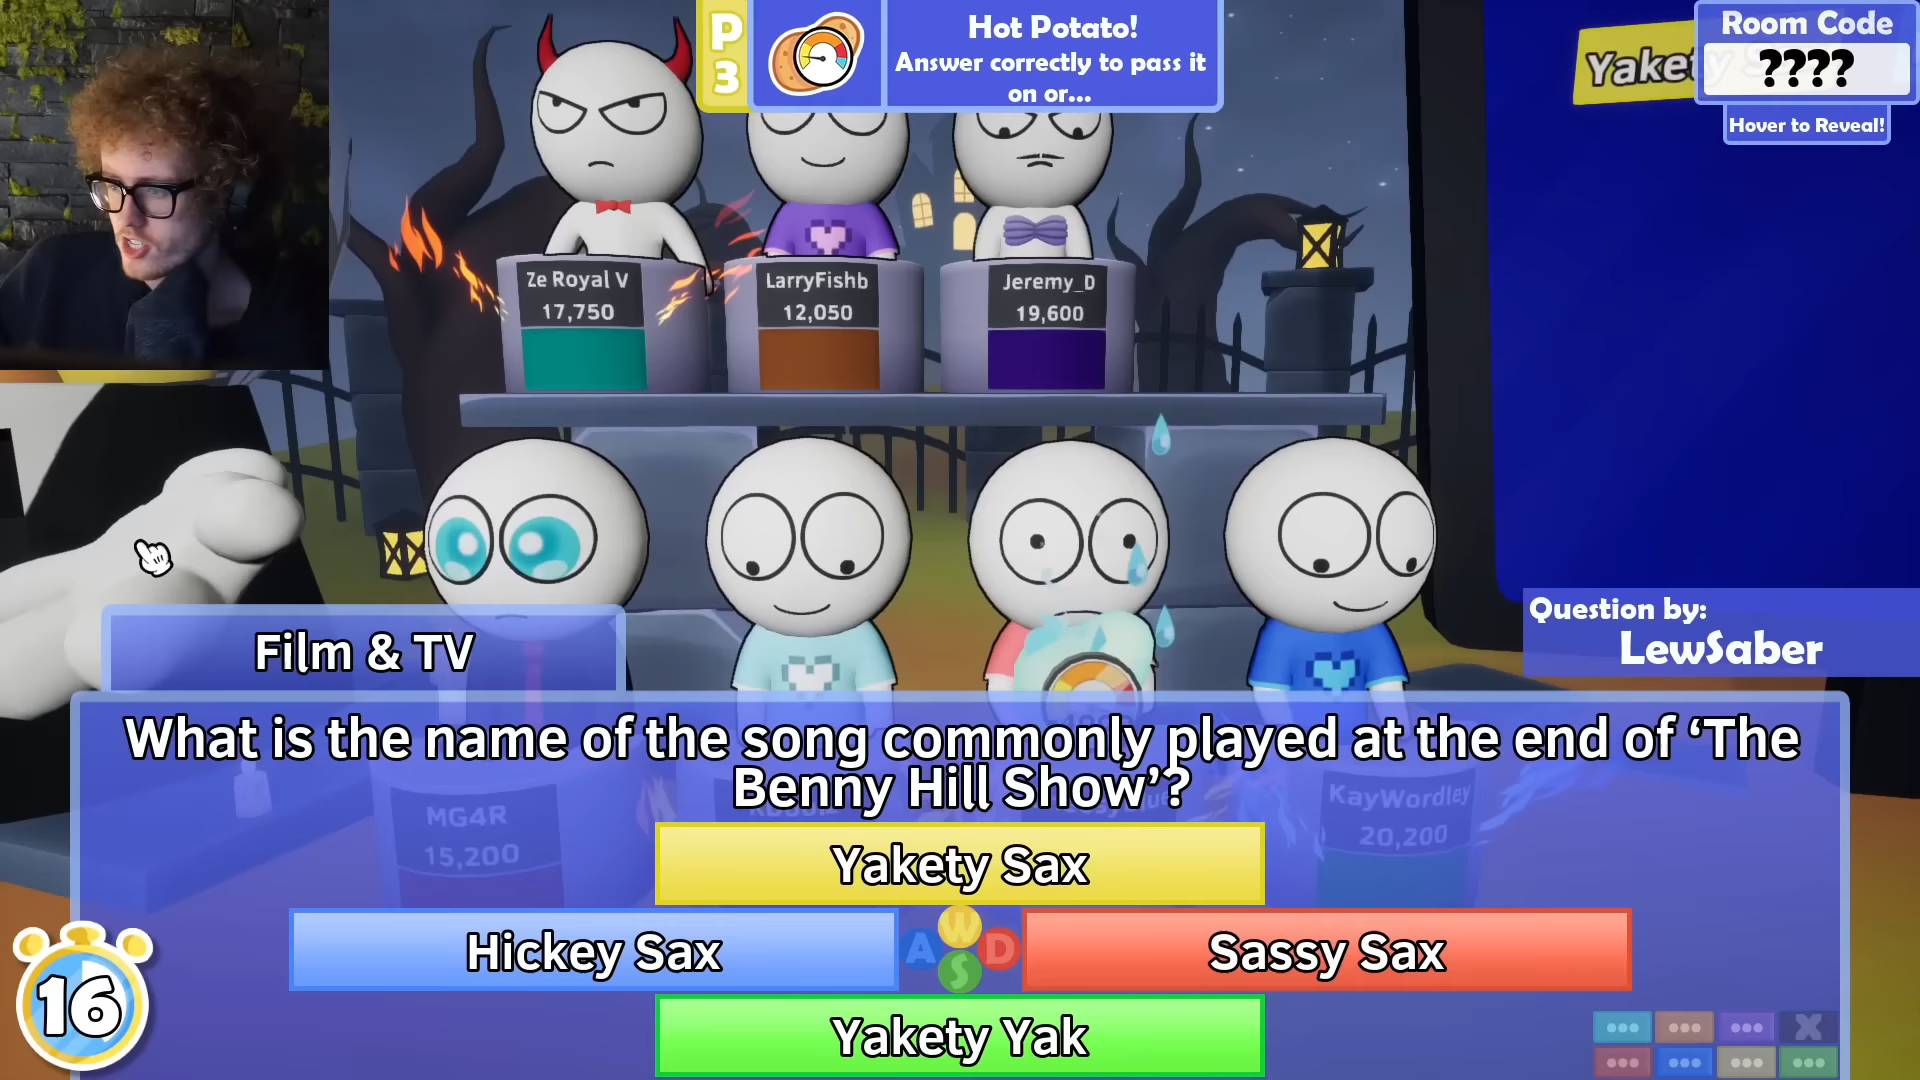 P
3
Hot Potato!
Answer correctly to pass it
on or...
Room Code
????
Hover to Reveal!
Ze Royal V
17,750
LarryFishb
12,050
Jeremy_D
19,600
Question by:
LewSaber
Film & TV
What is the name of the song commonly played at the end of ‘The
Benny Hill Show’?
MG4R
15,200
KayWordley
20,200
Yakety Sax
Hickey Sax
W
A
D
S
Sassy Sax
Yakety Yak
16
X